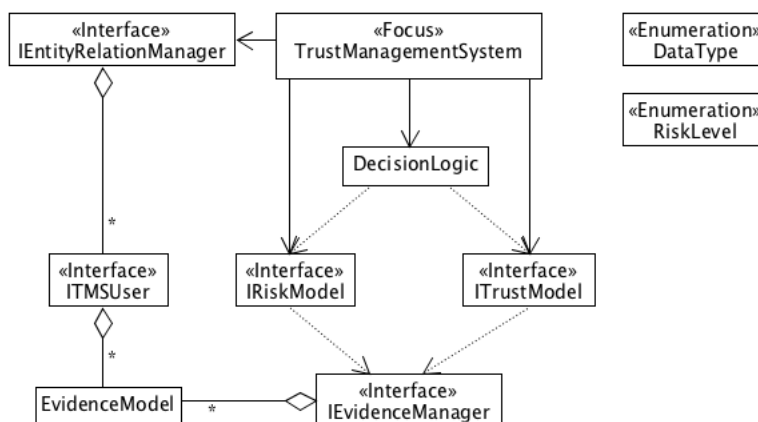 «Interface»
IEntityRelationManager
«Focus»
TrustManagementSystem
«Enumeration»
DataType
«Enumeration»
RiskLevel
DecisionLogic
*
«Interface»
ITMSUser
«Interface»
IRiskModel
«Interface»
ITrustModel
*
EvidenceModel
*
«Interface»
IEvidenceManager